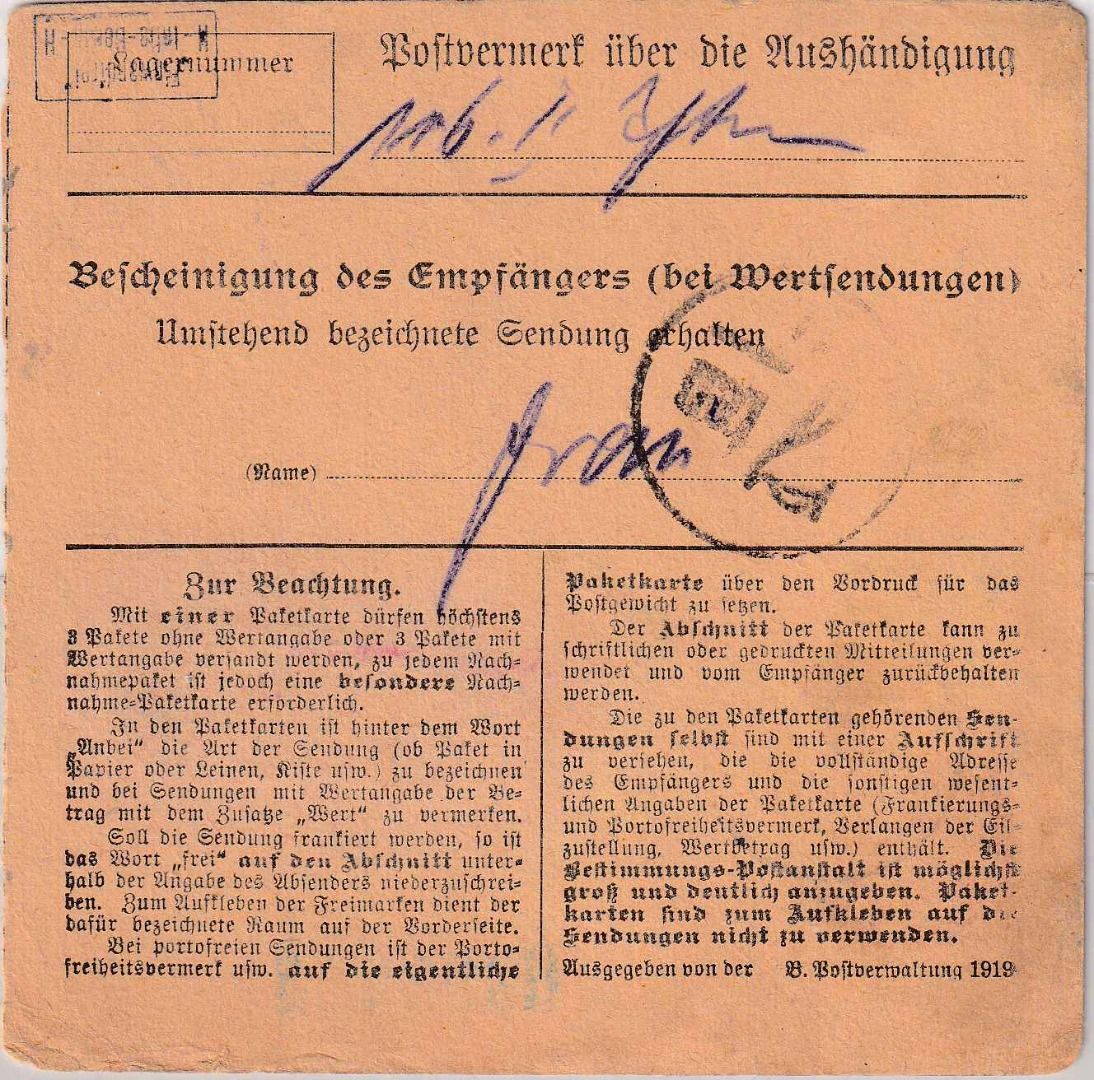 Lagernummer
Postvermerk über die Aushändigung
Bescheinigung des Empfängers (bei Wertsendungen)
Umstehend bezeichnete Sendung erhalten
(Name)
Zur Beachtung.
Mit einer Paketkarte dürfen höchstens
3 Pakete ohne Wertangabe oder 3 Pakete mit
Wertangabe versandt werden, zu jedem Nach-
nahmepaket ist jedoch eine besondere Nach-
nahme-Paketkarte erforderlich.
In den Paketkarten ist hinter dem Wort
„Anbei“ die Art der Sendung (ob Paket in
Papier oder Leinen, Kiste usw.) zu bezeichnen
und bei Sendungen mit Wertangabe der Be-
trag mit dem Zusatze „Wert“ zu vermerken.
Soll die Sendung frankiert werden, so ist
das Wort „frei“ auf den Abschnitt unter-
halb der Angabe des Absenders niederzuschrei-
ben. Zum Aufkleben der Freimarken dient der
dafür bezeichnete Raum auf der Vorderseite.
Bei portofreien Sendungen ist der Porto-
freiheitsvermerk usw. auf die eigentliche
Paketkarte über den Vordruck für das
Postgewicht zu setzen.
Der Abschnitt der Paketkarte kann zu
schriftlichen oder gedruckten Mitteilungen ver-
wendet und vom Empfänger zurückbehalten
werden.
Die zu den Paketkarten gehörenden Sen-
dungen selbst sind mit einer Aufschrift
zu versehen, die die vollständige Adresse
des Empfängers und die sonstigen wesent-
lichen Angaben der Paketkarte (Frankierungs-
und Portofreiheitsvermerk, Verlangen der Eil-
zustellung, Wertbetrag usw.) enthält. Die
Bestimmungs-Postanstalt ist möglichst
groß und deutlich anzugeben. Paket-
karten sind zum Aufkleben auf die
Sendungen nicht zu verwenden.
Ausgegeben von der B. Postverwaltung 1919